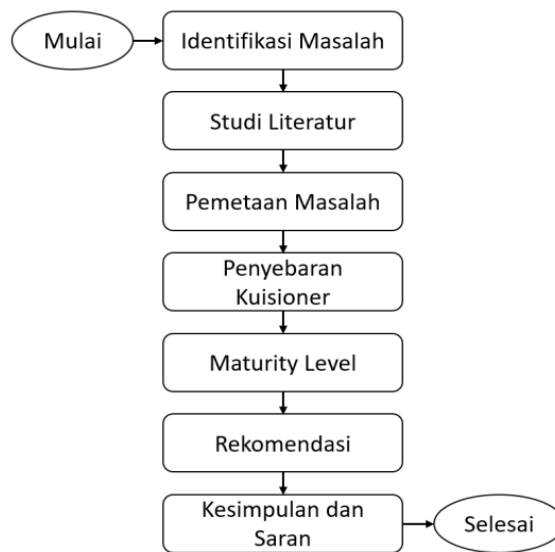 Mulai
Identifikasi Masalah
Studi Literatur
Pemetaan Masalah
Penyebaran
Kuisioner
Maturity Level
Rekomendasi
Kesimpulan dan
Saran
Selesai